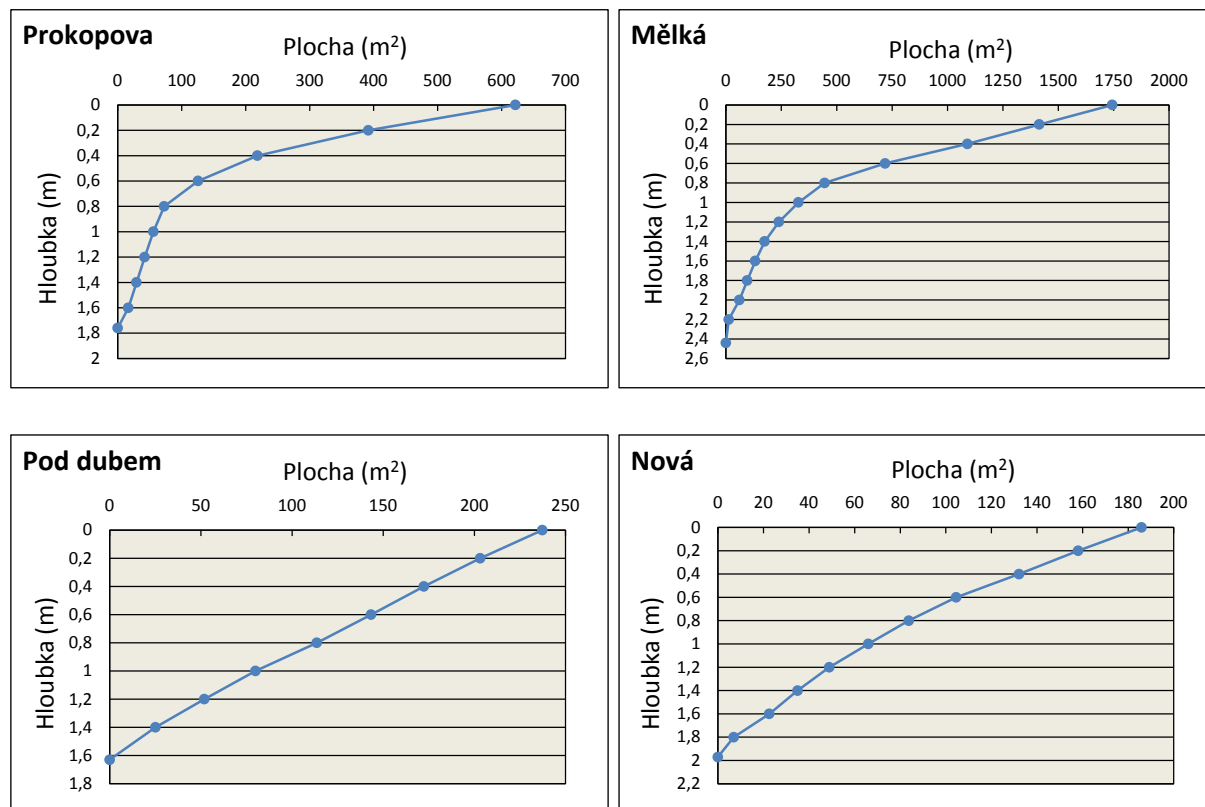 Prokopova
Plocha (m²)
0 100 200 300 400 500 600 700
Hloubka (m)
0
0,2
0,4
0,6
0,8
1
1,2
1,4
1,6
1,8
2
Mělká
Plocha (m²)
0 250 500 750 1000 1250 1500 1750 2000
Hloubka (m)
0
0,2
0,4
0,6
0,8
1
1,2
1,4
1,6
1,8
2
2,2
2,4
2,6
Pod dubem
Plocha (m²)
0 50 100 150 200 250
Hloubka (m)
0
0,2
0,4
0,6
0,8
1
1,2
1,4
1,6
1,8
Nová
Plocha (m²)
0 20 40 60 80 100 120 140 160 180 200
Hloubka (m)
0
0,2
0,4
0,6
0,8
1
1,2
1,4
1,6
1,8
2
2,2